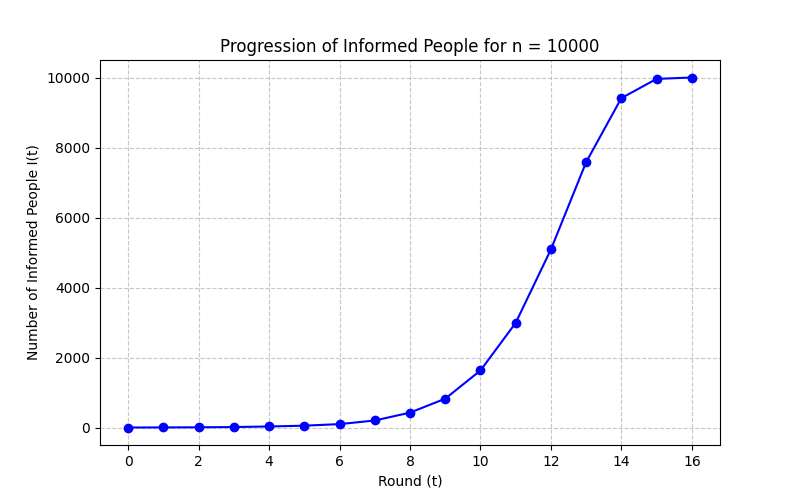 Progression of Informed People for n = 10000
Number of Informed People I(t)
10000
8000
6000
4000
2000
0
0 2 4 6 8 10 12 14 16
Round (t)